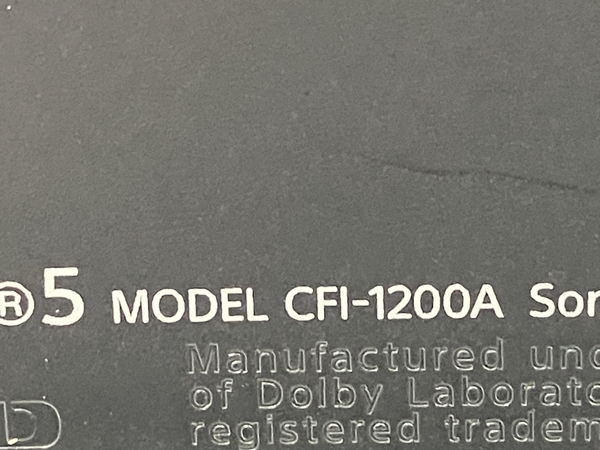 ®5 MODEL CFI-1200A
Manufactured
of Dolby
registered